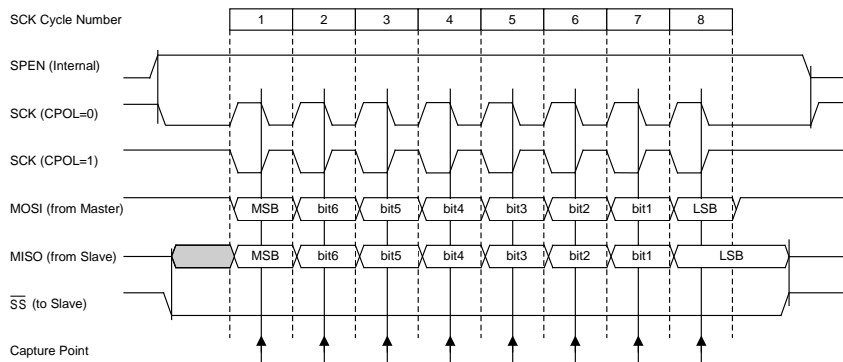 SCK Cycle Number 1 2 3 4 5 6 7 8
SPEN (Internal)
SCK (CPOL=0)
SCK (CPOL=1)
MOSI (from Master) MSB bit6 bit5 bit4 bit3 bit2 bit1 LSB
MISO (from Slave) MSB bit6 bit5 bit4 bit3 bit2 bit1 LSB
SS (to Slave)
Capture Point